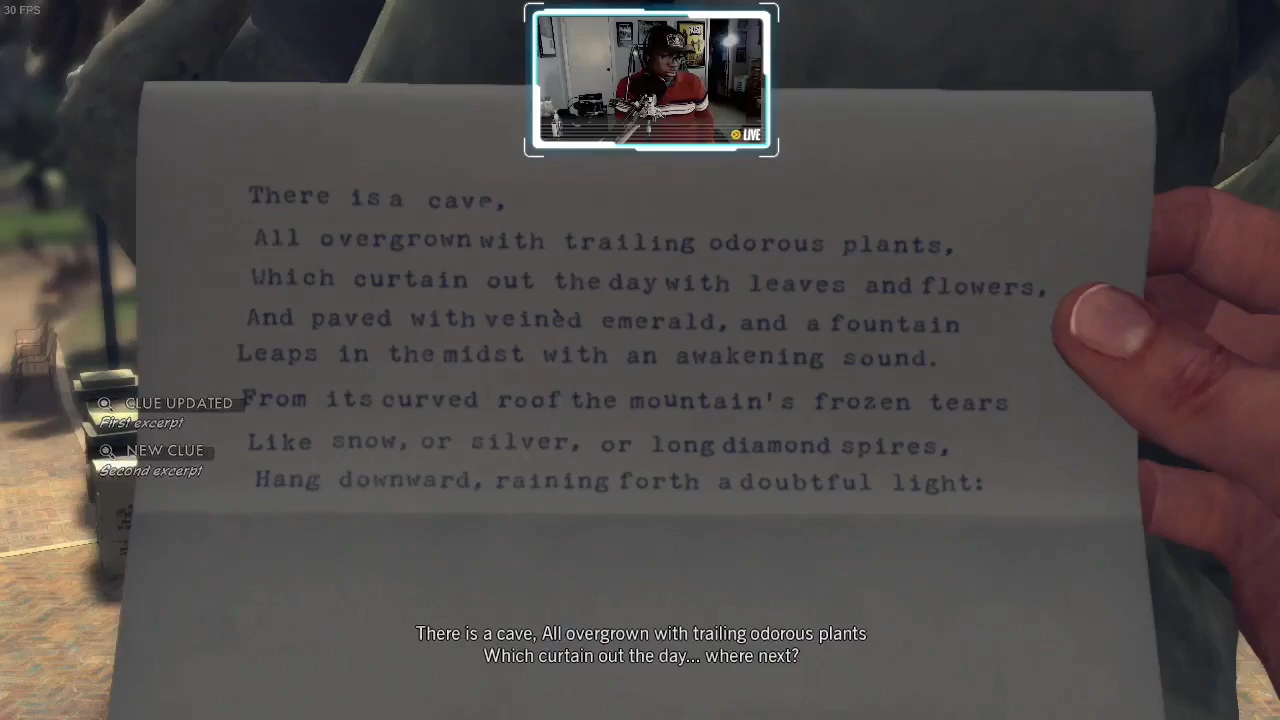 30 FPS
LIVE
There is a cave,
All overgrown with trailing odorous plants,
Which curtain out the day with leaves and flowers,
And paved with veinèd emerald, and a fountain
Leaps in the midst with an awakening sound.
From its curved roof the mountain's frozen tears
Like snow, or silver, or long diamond spires,
Hang downward, raining forth a doubtful light:
CLUE UPDATED
First excerpt
NEW CLUE
Second excerpt
There is a cave, All overgrown with trailing odorous plants
Which curtain out the day... where next?